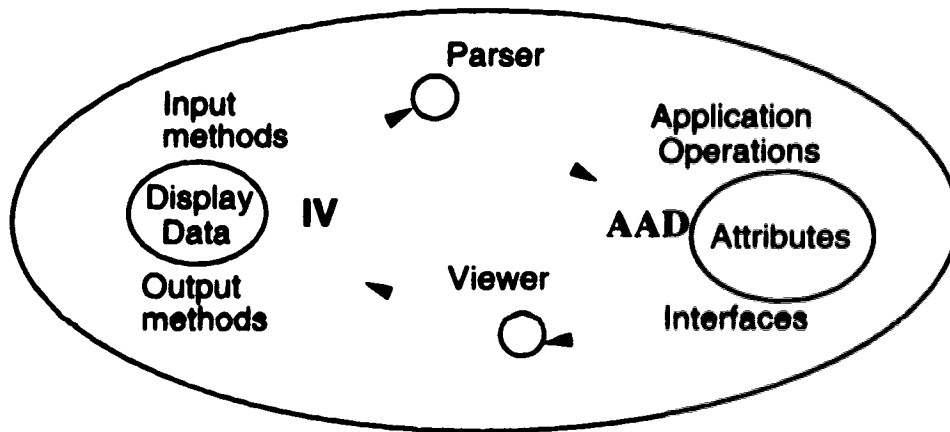 Parser
Input
methods
Display
Data
IV
Output
methods
Viewer
Application
Operations
AAD
Attributes
Interfaces